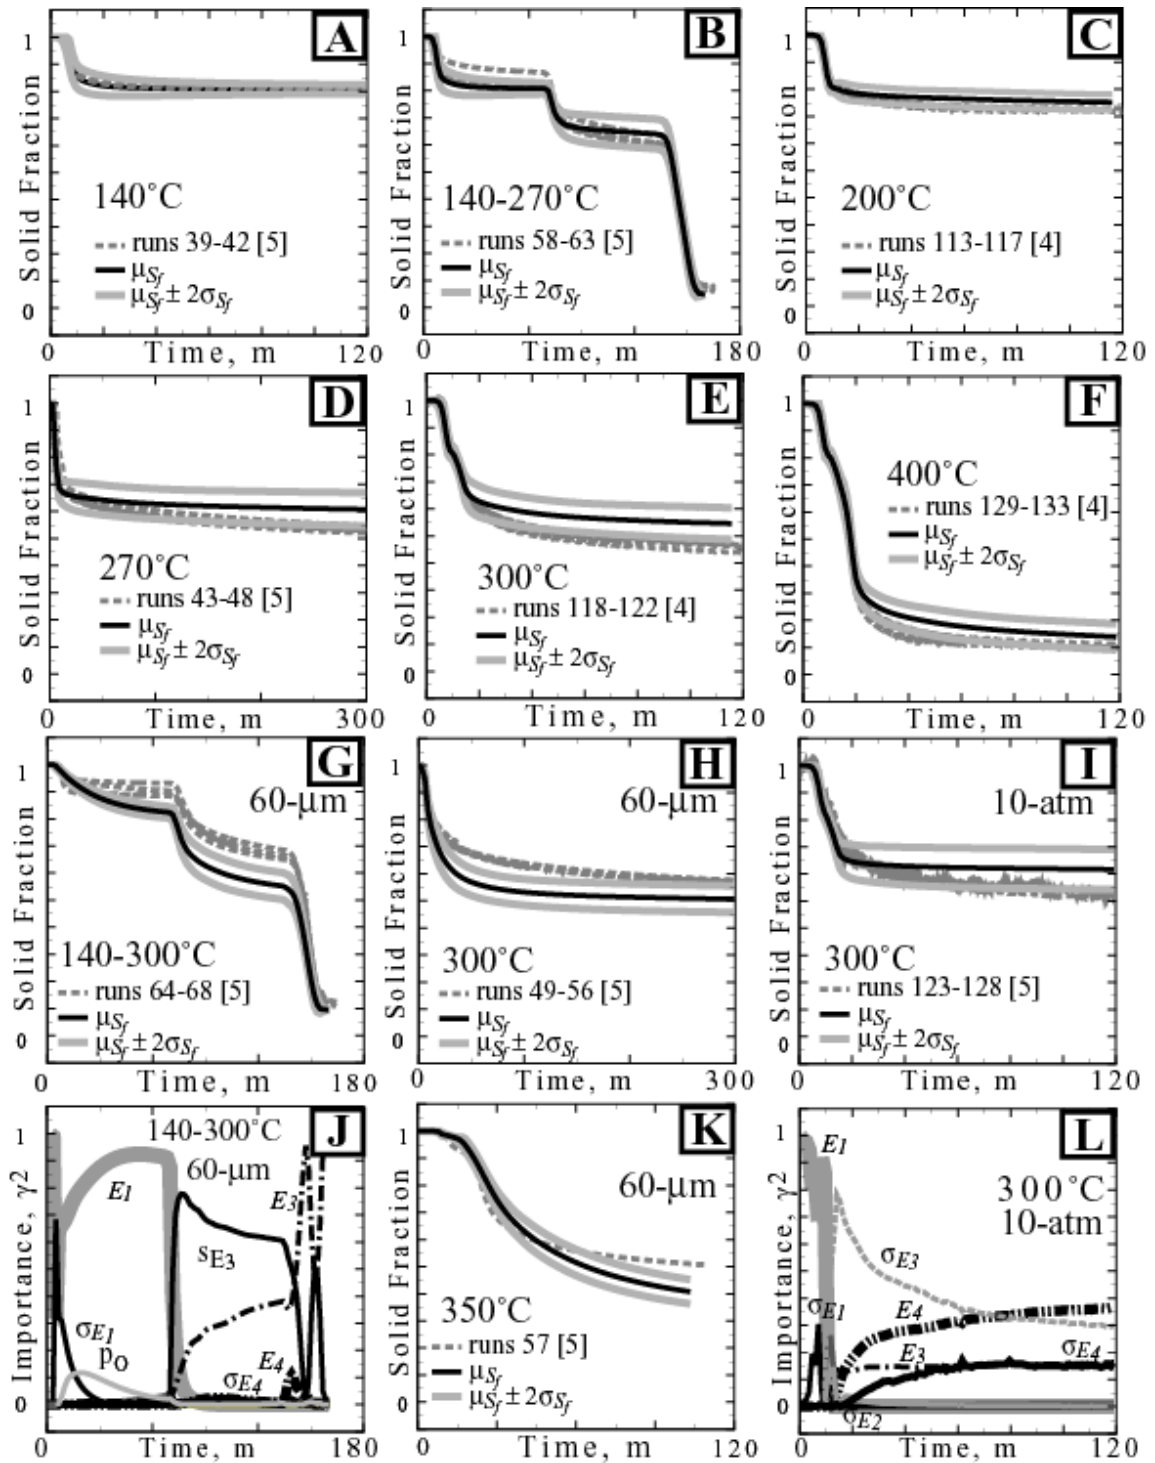 A
1
Solid Fraction
140°C
runs 39-42 [5]
μSf
μSf ± 2σSf
0
0 Time, m 120
B
1
Solid Fraction
140-270°C
runs 58-63 [5]
μSf
μSf ± 2σSf
0
0 Time, m 180
C
1
Solid Fraction
200°C
runs 113-117 [4]
μSf
μSf ± 2σSf
0
0 Time, m 120
D
1
Solid Fraction
270°C
runs 43-48 [5]
μSf
μSf ± 2σSf
0
0 Time, m 300
E
1
Solid Fraction
300°C
runs 118-122 [4]
μSf
μSf ± 2σSf
0
0 Time, m 120
F
1
Solid Fraction
400°C
runs 129-133 [4]
μSf
μSf ± 2σSf
0
0 Time, m 120
G
1
60-μm
Solid Fraction
140-300°C
runs 64-68 [5]
μSf
μSf ± 2σSf
0
0 Time, m 180
H
1
60-μm
Solid Fraction
300°C
runs 49-56 [5]
μSf
μSf ± 2σSf
0
0 Time, m 300
I
1
10-atm
Solid Fraction
300°C
runs 123-128 [5]
μSf
μSf ± 2σSf
0
0 Time, m 120
J
140-300°C
1
60-μm
Importance, γ2
E1
E3
sE3
σE1
po
E4
σE4
0
0 Time, m 180
K
1
60-μm
Solid Fraction
350°C
runs 57 [5]
μSf
μSf ± 2σSf
0
0 Time, m 120
L
1
E1
300°C
10-atm
Importance, γ2
σE3
σE1
E4
E3
σE4
0
σE2
0 Time, m 120